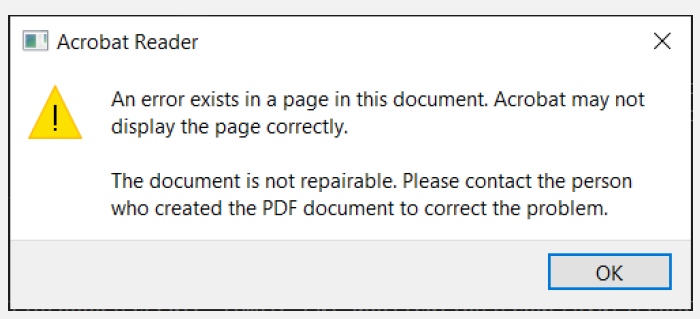 Acrobat Reader
An error exists in a page in this document. Acrobat may not
display the page correctly.
The document is not repairable. Please contact the person
who created the PDF document to correct the problem.
OK